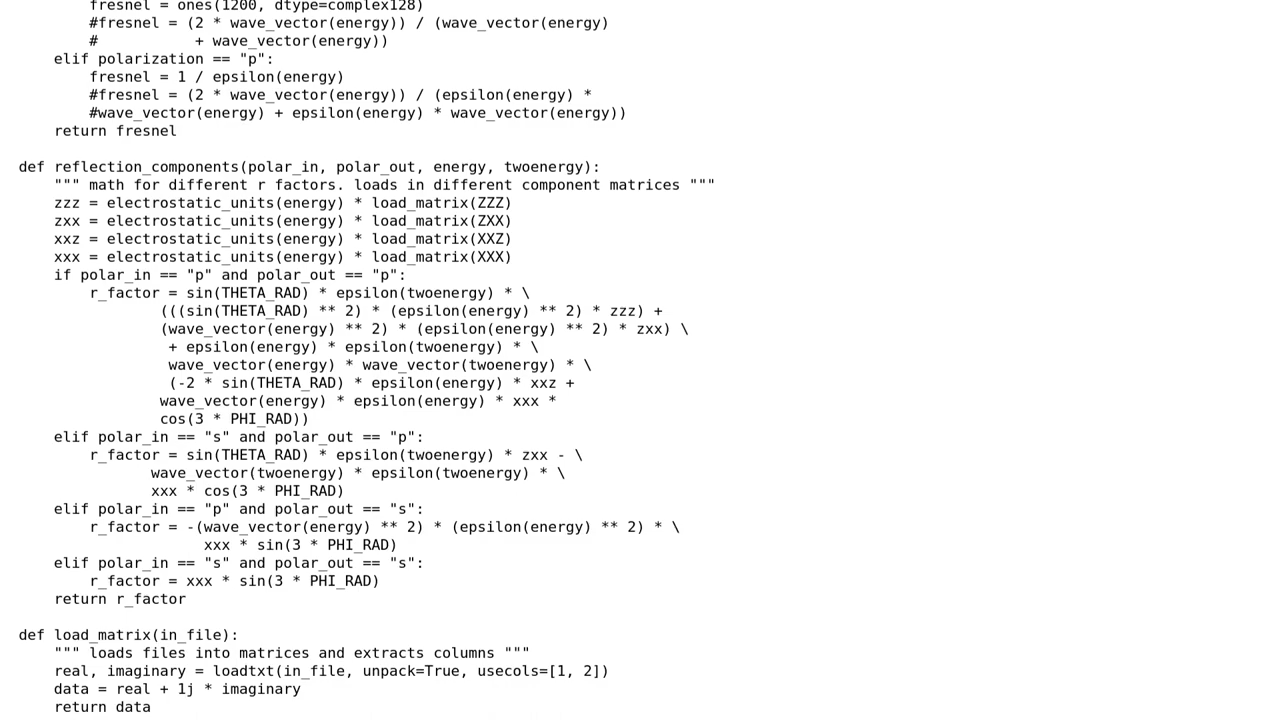 fresnel = ones(1200, dtype=complex128)
        #fresnel = (2 * wave_vector(energy)) / (wave_vector(energy)
        #           + wave_vector(energy))
    elif polarization == "p":
        fresnel = 1 / epsilon(energy)
        #fresnel = (2 * wave_vector(energy)) / (epsilon(energy) *
        #wave_vector(energy) + epsilon(energy) * wave_vector(energy))
    return fresnel

def reflection_components(polar_in, polar_out, energy, twoenergy):
    """ math for different r factors. loads in different component matrices """
    zzz = electrostatic_units(energy) * load_matrix(ZZZ)
    zxx = electrostatic_units(energy) * load_matrix(ZXX)
    xxz = electrostatic_units(energy) * load_matrix(XXZ)
    xxx = electrostatic_units(energy) * load_matrix(XXX)
    if polar_in == "p" and polar_out == "p":
        r_factor = sin(THETA_RAD) * epsilon(twoenergy) * \
                (((sin(THETA_RAD) ** 2) * (epsilon(energy) ** 2) * zzz) +
                (wave_vector(energy) ** 2) * (epsilon(energy) ** 2) * zxx) \
                 + epsilon(energy) * epsilon(twoenergy) * \
                 wave_vector(energy) * wave_vector(twoenergy) * \
                 (-2 * sin(THETA_RAD) * epsilon(energy) * xxz +
                wave_vector(energy) * epsilon(energy) * xxx *
                cos(3 * PHI_RAD))
    elif polar_in == "s" and polar_out == "p":
        r_factor = sin(THETA_RAD) * epsilon(twoenergy) * zxx - \
               wave_vector(twoenergy) * epsilon(twoenergy) * \
               xxx * cos(3 * PHI_RAD)
    elif polar_in == "p" and polar_out == "s":
        r_factor = -(wave_vector(energy) ** 2) * (epsilon(energy) ** 2) * \
                     xxx * sin(3 * PHI_RAD)
    elif polar_in == "s" and polar_out == "s":
        r_factor = xxx * sin(3 * PHI_RAD)
    return r_factor

def load_matrix(in_file):
    """ loads files into matrices and extracts columns """
    real, imaginary = loadtxt(in_file, unpack=True, usecols=[1, 2])
    data = real + 1j * imaginary
    return data